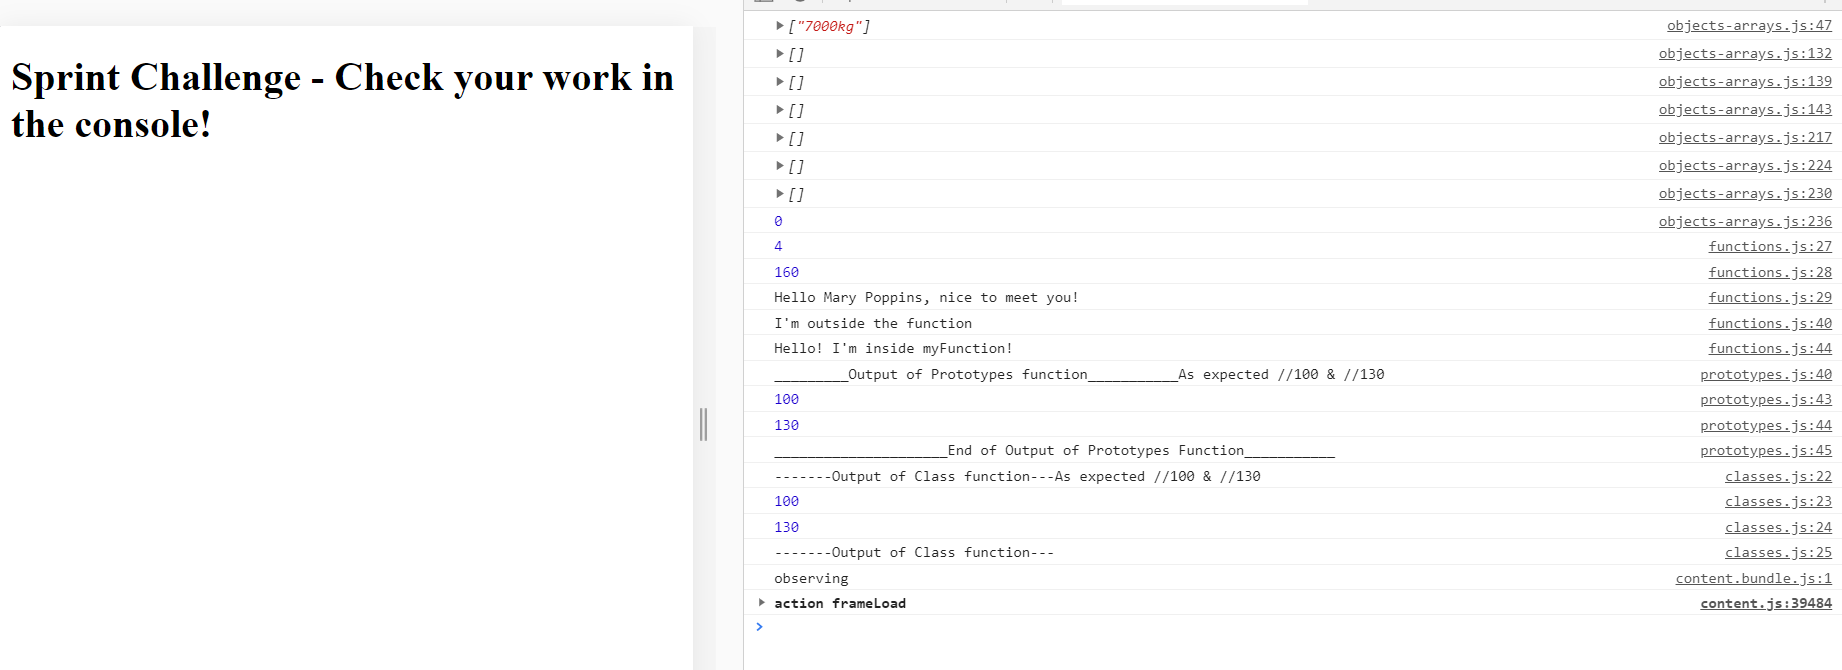 Sprint Challenge - Check your work in
the console!
["7000kg"] objects-arrays.js:47
[] objects-arrays.js:132
[] objects-arrays.js:139
[] objects-arrays.js:143
[] objects-arrays.js:217
[] objects-arrays.js:224
[] objects-arrays.js:230
0 objects-arrays.js:236
4 functions.js:27
160 functions.js:28
Hello Mary Poppins, nice to meet you! functions.js:29
I'm outside the function functions.js:40
Hello! I'm inside myFunction! functions.js:44
_________Output of Prototypes function___________As expected //100 & //130 prototypes.js:40
100 prototypes.js:43
130 prototypes.js:44
_____________________End of Output of Prototypes Function___________ prototypes.js:45
-------Output of Class function---As expected //100 & //130 classes.js:22
100 classes.js:23
130 classes.js:24
-------Output of Class function--- classes.js:25
observing content.bundle.js:1
action frameLoad content.js:39484